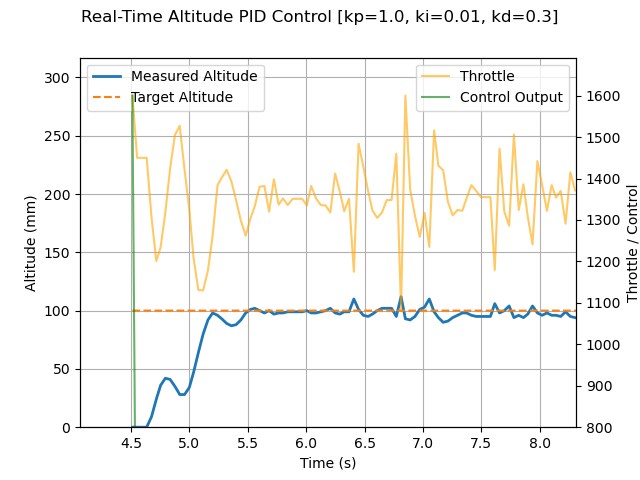 Real-Time Altitude PID Control [kp=1.0, ki=0.01, kd=0.3]
Measured Altitude
Target Altitude
Throttle
Control Output
300
250
200
150
100
50
0
Altitude (mm)
1600
1500
1400
1300
1200
1100
1000
900
800
Throttle / Control
4.5 5.0 5.5 6.0 6.5 7.0 7.5 8.0
Time (s)